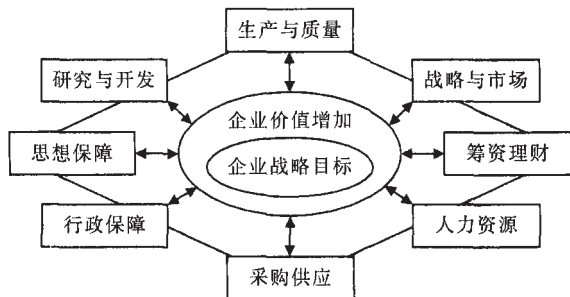 生产与质量
研究与开发
战略与市场
企业价值增加
思想保障
企业战略目标
筹资理财
行政保障
人力资源
采购供应